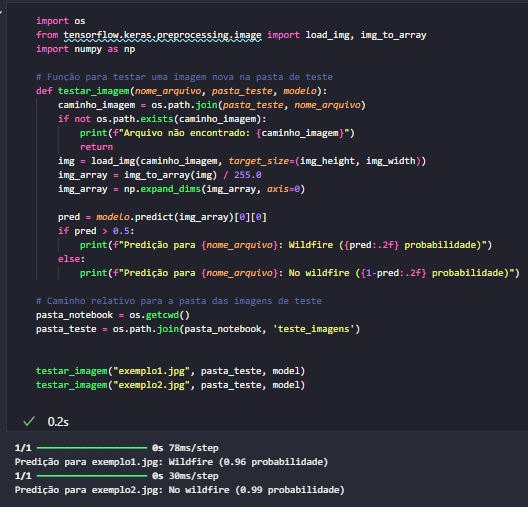 import os
from tensorflow.keras.preprocessing.image import load_img, img_to_array
import numpy as np
# Função para testar uma imagem nova na pasta de teste
def testar_imagem(nome_arquivo, pasta_teste, modelo):
    caminho_imagem = os.path.join(pasta_teste, nome_arquivo)
    if not os.path.exists(caminho_imagem):
        print(f"Arquivo não encontrado: {caminho_imagem}")
        return
    img = load_img(caminho_imagem, target_size=(img_height, img_width))
    img_array = img_to_array(img) / 255.0
    img_array = np.expand_dims(img_array, axis=0)
    pred = modelo.predict(img_array)[0][0]
    if pred > 0.5:
        print(f"Predição para {nome_arquivo}: Wildfire ({pred:.2f} probabilidade)")
    else:
        print(f"Predição para {nome_arquivo}: No wildfire ({1-pred:.2f} probabilidade)")
# Caminho relativo para a pasta das imagens de teste
pasta_notebook = os.getcwd()
pasta_teste = os.path.join(pasta_notebook, 'teste_imagens')
testar_imagem("exemplo1.jpg", pasta_teste, model)
testar_imagem("exemplo2.jpg", pasta_teste, model)
0.2s
1/1 0s 78ms/step
Predição para exemplo1.jpg: Wildfire (0.96 probabilidade)
1/1 0s 30ms/step
Predição para exemplo2.jpg: No wildfire (0.99 probabilidade)